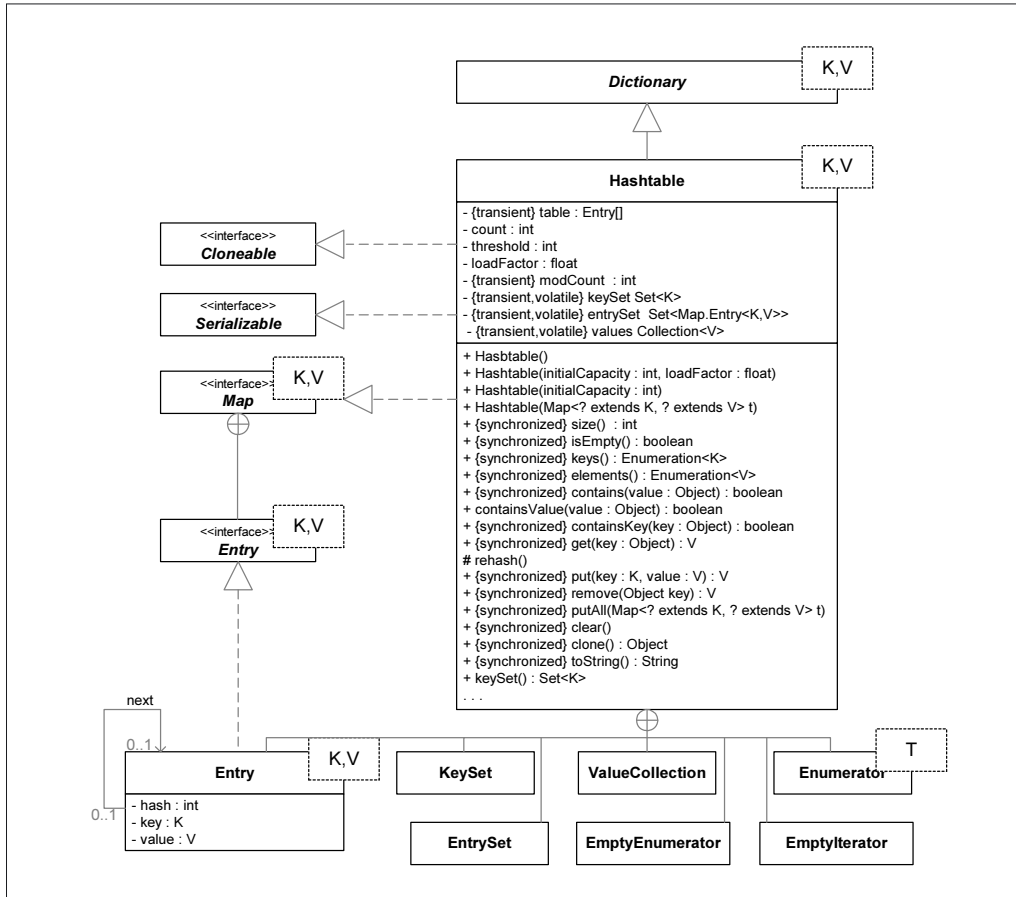 K,V
Dictionary
K,V
Hashtable
- {transient} table : Entry[]
- count : int
- threshold : int
- loadFactor : float
- {transient} modCount  : int
- {transient,volatile} keySet Set<K>
- {transient,volatile} entrySet  Set<Map.Entry<K,V>>
- {transient,volatile} values Collection<V>
<<interface>>
Cloneable
<<interface>>
Serializable
K,V
<<interface>>
Map
+ Hasbtable()
+ Hashtable(initialCapacity : int, loadFactor : float)
+ Hashtable(initialCapacity : int)
+ Hashtable(Map<? extends K, ? extends V> t)
+ {synchronized} size()  : int
+ {synchronized} isEmpty() : boolean
+ {synchronized} keys() : Enumeration<K>
+ {synchronized} elements() : Enumeration<V>
+ {synchronized} contains(value : Object) : boolean
+ containsValue(value : Object) : boolean
+ {synchronized} containsKey(key : Object) : boolean
+ {synchronized} get(key : Object) : V
# rehash()
+ {synchronized} put(key : K, value : V) : V
+ {synchronized} remove(Object key) : V
+ {synchronized} putAll(Map<? extends K, ? extends V> t)
+ {synchronized} clear()
+ {synchronized} clone() : Object
+ {synchronized} toString() : String
+ keySet() : Set<K>
. . .
K,V
<<interface>>
Entry
next
0..1
0..1
K,V
Entry
- hash : int
- key : K
- value : V
KeySet
ValueCollection
T
Enumerator
EntrySet
EmptyEnumerator
EmptyIterator